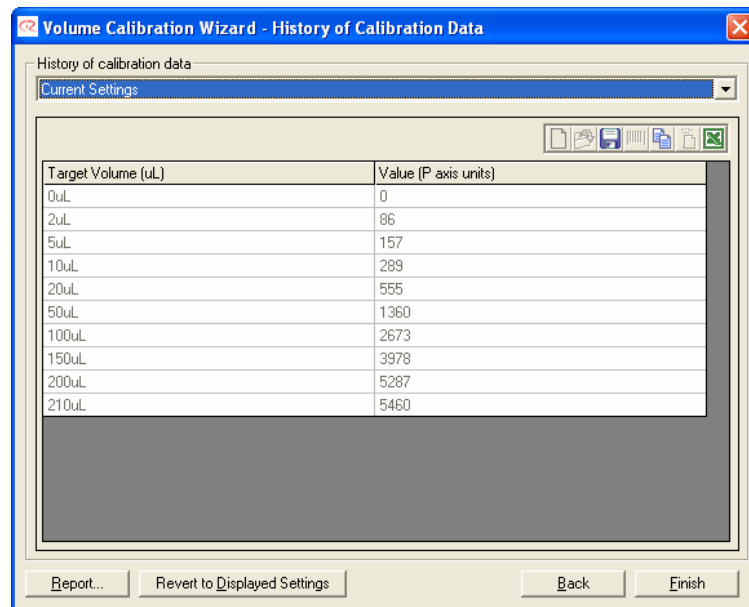 Volume Calibration Wizard - History of Calibration Data
History of calibration data
Current Settings
Target Volume (uL) Value (P axis units)
0uL 0
2uL 86
5uL 157
10uL 289
20uL 555
50uL 1360
100uL 2673
150uL 3978
200uL 5287
210uL 5460
Report... Revert to Displayed Settings Back Finish